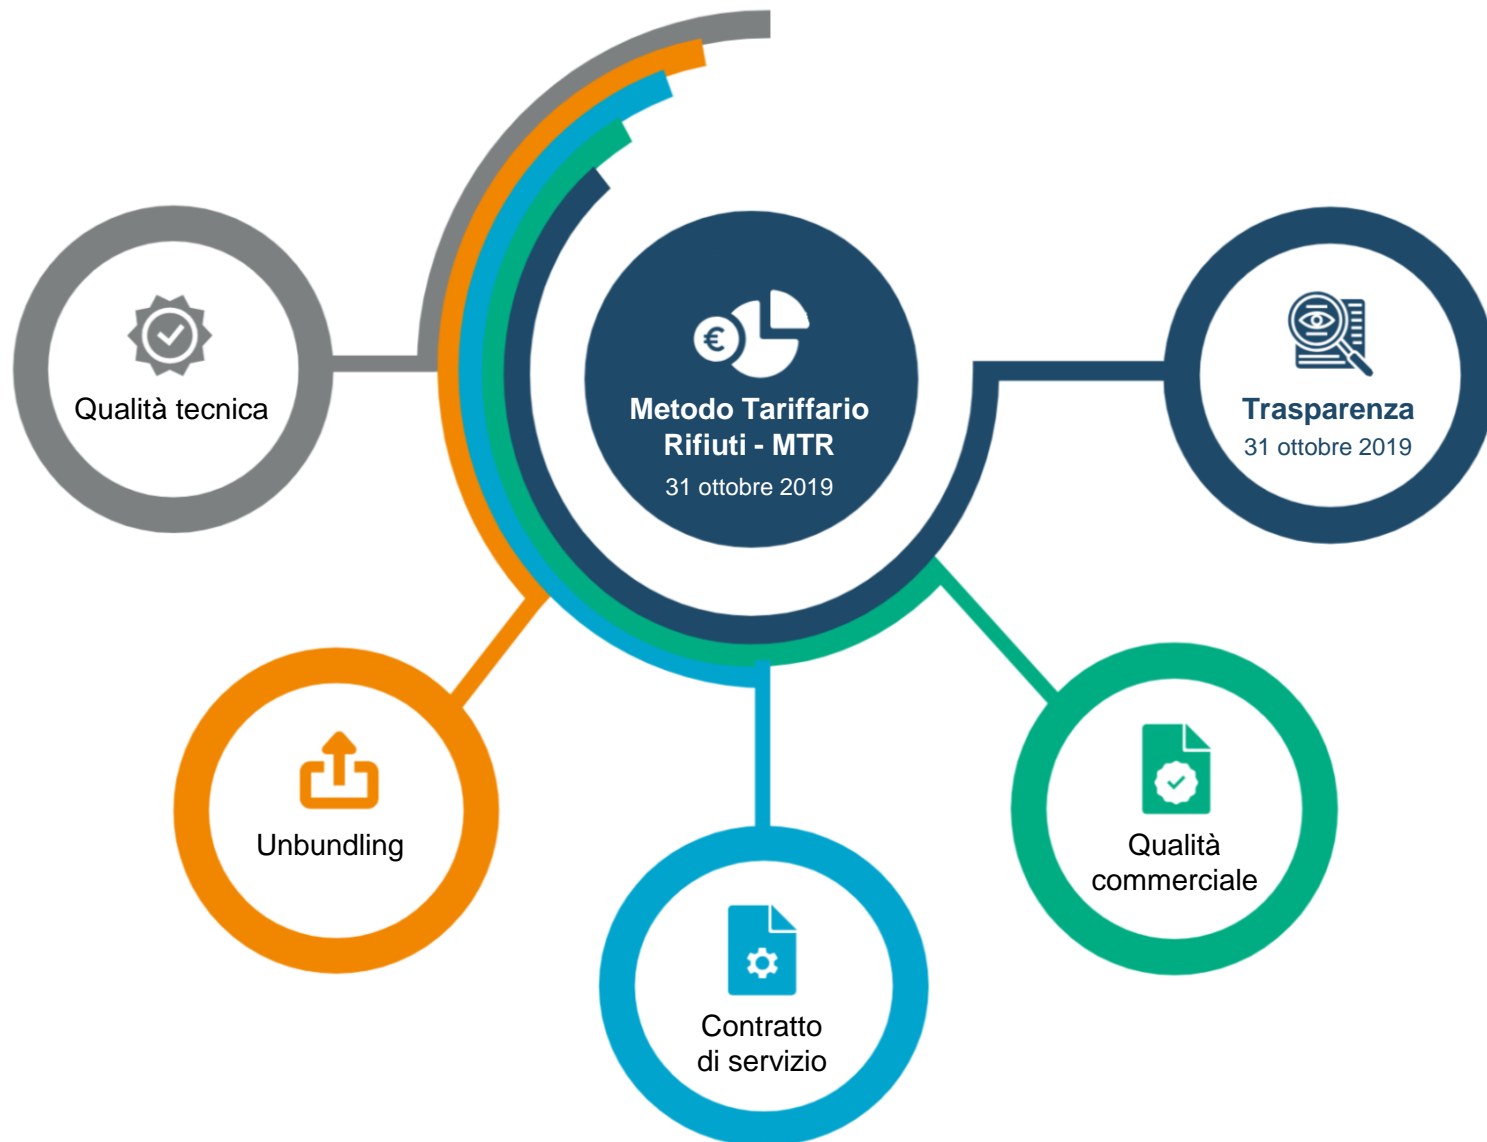 Metodo Tariffario
Rifiuti - MTR
31 ottobre 2019
€
Trasparenza
31 ottobre 2019
Qualità tecnica
Unbundling
Qualità
commerciale
Contratto
di servizio